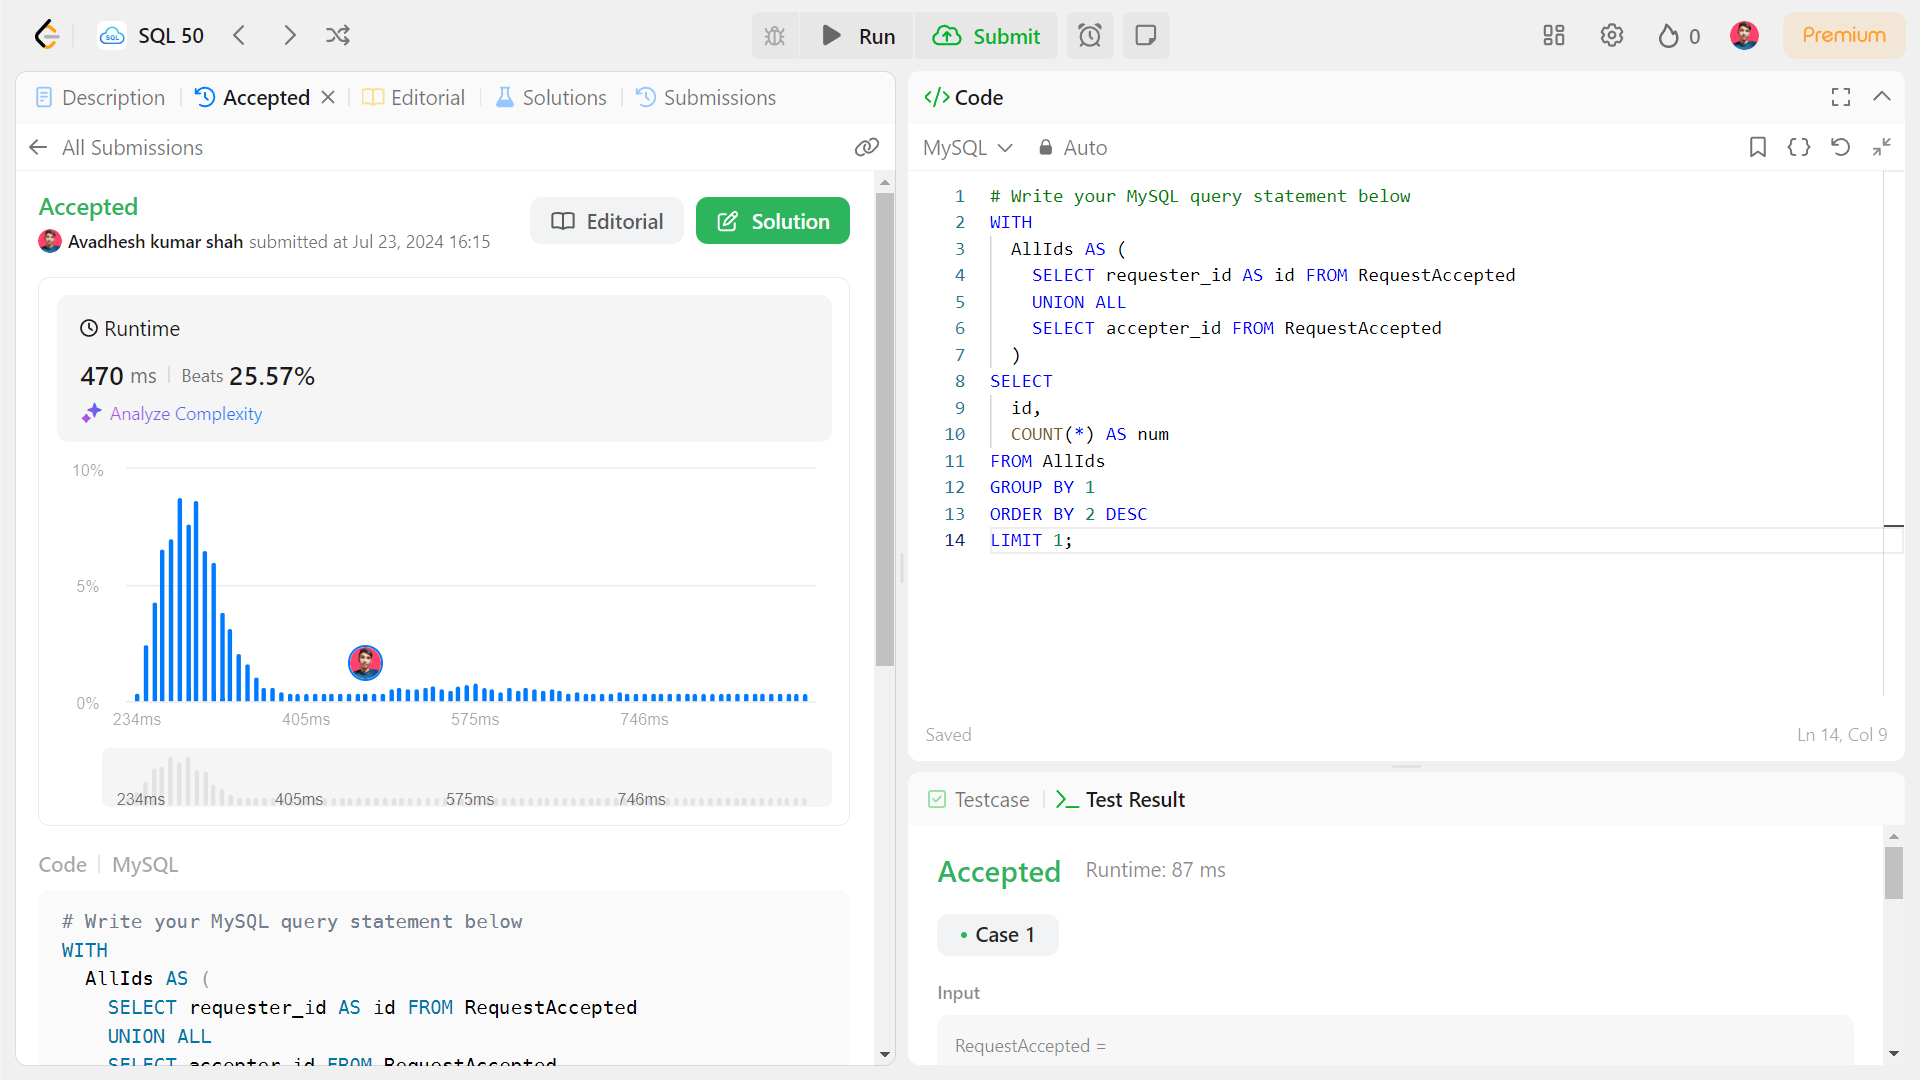 SQL 50
Run
Submit
0
Premium
Description
Accepted
Editorial
Solutions
Submissions
All Submissions
Accepted
Editorial
Solution
Avadhesh kumar shah submitted at Jul 23, 2024 16:15
Runtime
470 ms
Beats 25.57%
Analyze Complexity
10%
5%
0%
234ms 405ms 575ms 746ms
234ms 405ms 575ms 746ms
Code
MySQL
# Write your MySQL query statement below
WITH
AllIds AS (
SELECT requester_id AS id FROM RequestAccepted
UNION ALL
SELECT accepter_id FROM RequestAccepted
Code
MySQL
Auto
1 # Write your MySQL query statement below
2 WITH
3 AllIds AS (
4 SELECT requester_id AS id FROM RequestAccepted
5 UNION ALL
6 SELECT accepter_id FROM RequestAccepted
7 )
8 SELECT
9 id,
10 COUNT(*) AS num
11 FROM AllIds
12 GROUP BY 1
13 ORDER BY 2 DESC
14 LIMIT 1;
Saved
Ln 14, Col 9
Testcase
Test Result
Accepted
Runtime: 87 ms
• Case 1
Input
RequestAccepted =